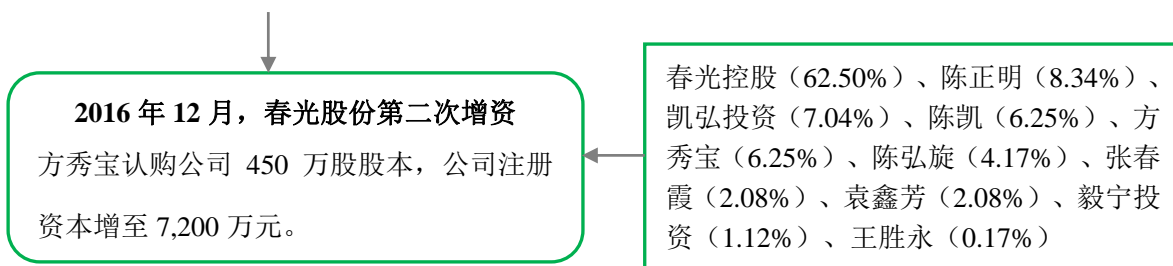 2016 年 12 月，春光股份第二次增资
方秀宝认购公司 450 万股股本，公司注册
资本增至 7,200 万元。
春光控股（62.50%）、陈正明（8.34%）、
凯弘投资（7.04%）、陈凯（6.25%）、方
秀宝（6.25%）、陈弘旋（4.17%）、张春
霞（2.08%）、袁鑫芳（2.08%）、毅宁投
资（1.12%）、王胜永（0.17%）